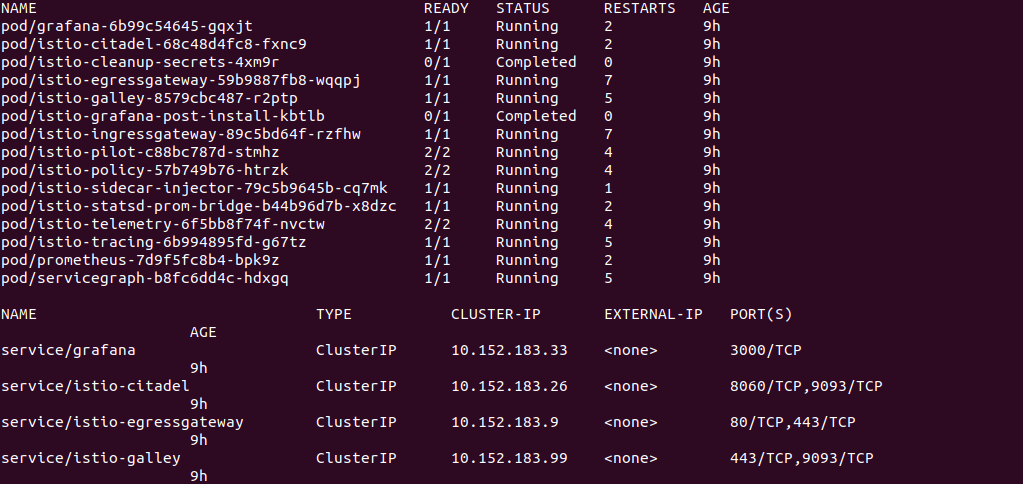 NAME READY STATUS RESTARTS AGE
pod/grafana-6b99c54645-gqxjt 1/1 Running 2 9h
pod/istio-citadel-68c48d4fc8-fxnc9 1/1 Running 2 9h
pod/istio-cleanup-secrets-4xm9r 0/1 Completed 0 9h
pod/istio-egressgateway-59b9887fb8-wqqpj 1/1 Running 7 9h
pod/istio-galley-8579cbc487-r2ptp 1/1 Running 5 9h
pod/istio-grafana-post-install-kbtlb 0/1 Completed 0 9h
pod/istio-ingressgateway-89c5bd64f-rzfhw 1/1 Running 7 9h
pod/istio-pilot-c88bc787d-stmhz 2/2 Running 4 9h
pod/istio-policy-57b749b76-htrzk 2/2 Running 4 9h
pod/istio-sidecar-injector-79c5b9645b-cq7mk 1/1 Running 1 9h
pod/istio-statsd-prom-bridge-b44b96d7b-x8dzc 1/1 Running 2 9h
pod/istio-telemetry-6f5bb8f74f-nvctw 2/2 Running 4 9h
pod/istio-tracing-6b994895fd-g67tz 1/1 Running 5 9h
pod/prometheus-7d9f5fc8b4-bpk9z 1/1 Running 2 9h
pod/servicegraph-b8fc6dd4c-hdxgq 1/1 Running 5 9h
NAME TYPE CLUSTER-IP EXTERNAL-IP PORT(S)
AGE
service/grafana ClusterIP 10.152.183.33 <none> 3000/TCP
9h
service/istio-citadel ClusterIP 10.152.183.26 <none> 8060/TCP,9093/TCP
9h
service/istio-egressgateway ClusterIP 10.152.183.9 <none> 80/TCP,443/TCP
9h
service/istio-galley ClusterIP 10.152.183.99 <none> 443/TCP,9093/TCP
9h